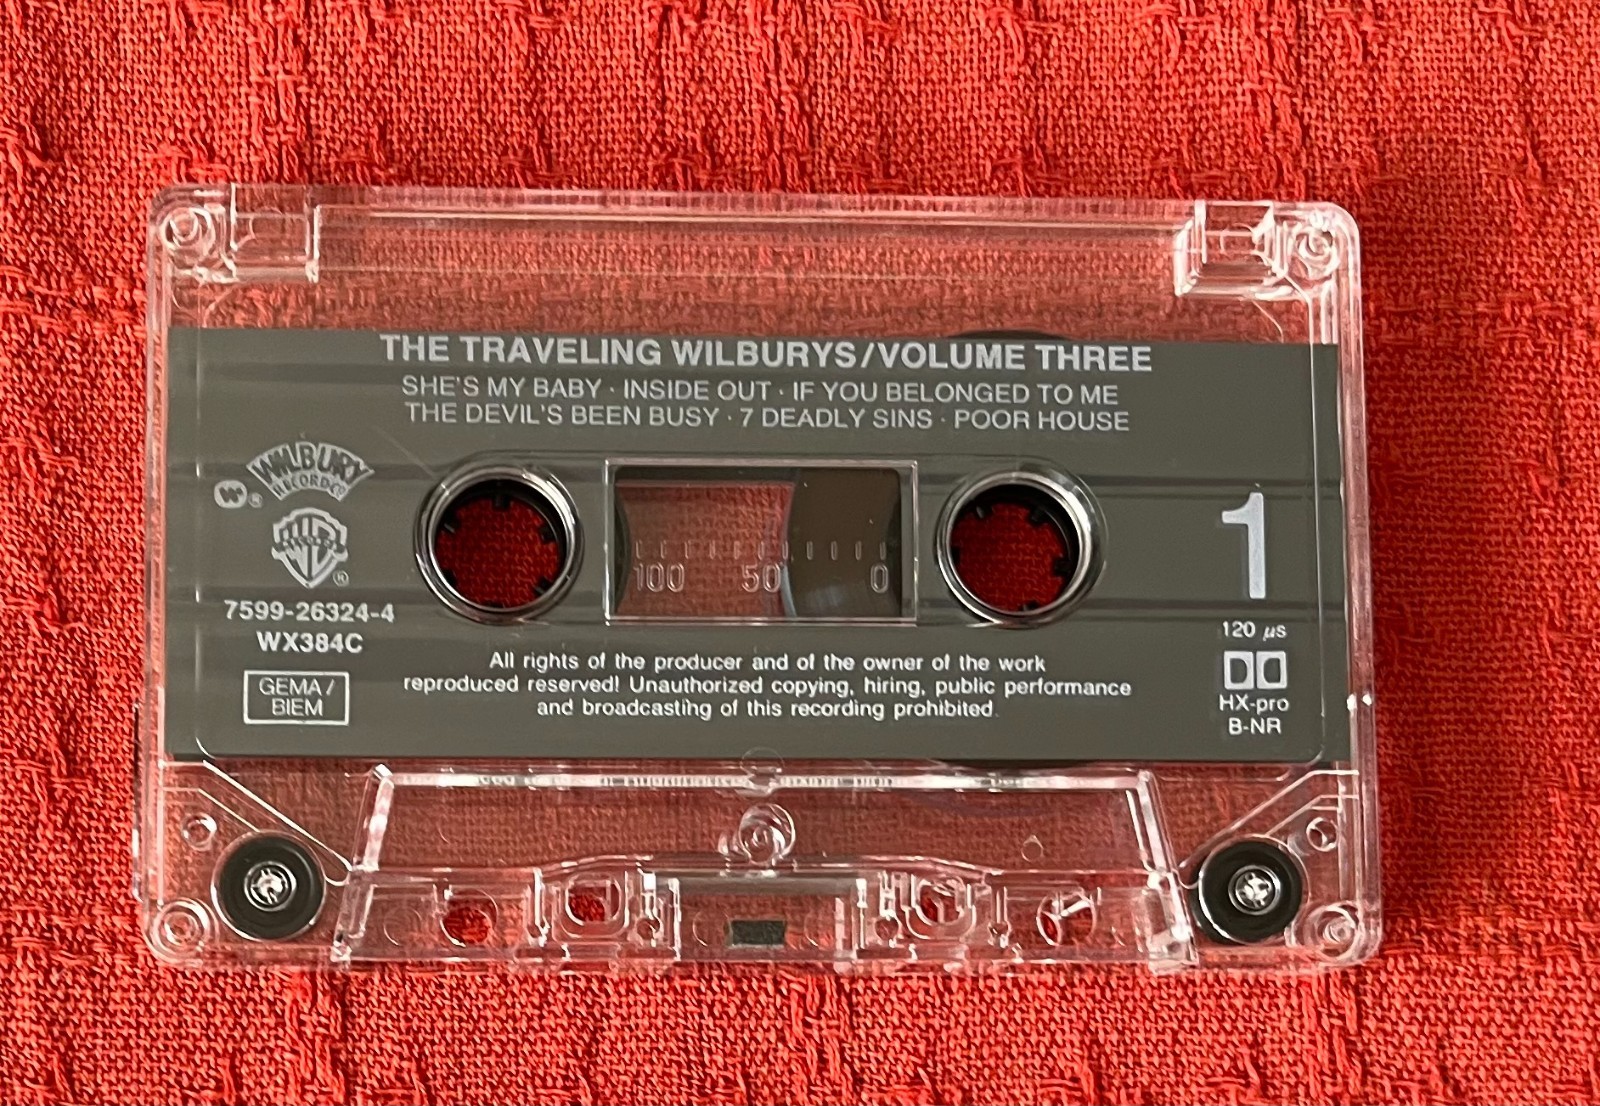 THE TRAVELING WILBURYS/VOLUME THREE
SHE'S MY BABY · INSIDE OUT · IF YOU BELONGED TO ME
THE DEVIL'S BEEN BUSY · 7 DEADLY SINS · POOR HOUSE
WILBURY
RECORD CO
W ®
RECORDS
®
7599-26324-4
WX384C
GEMA/
BIEM
100 50 0
1
120 µs
HX-pro
B-NR
All rights of the producer and of the owner of the work
reproduced reserved! Unauthorized copying, hiring, public performance
and broadcasting of this recording prohibited.